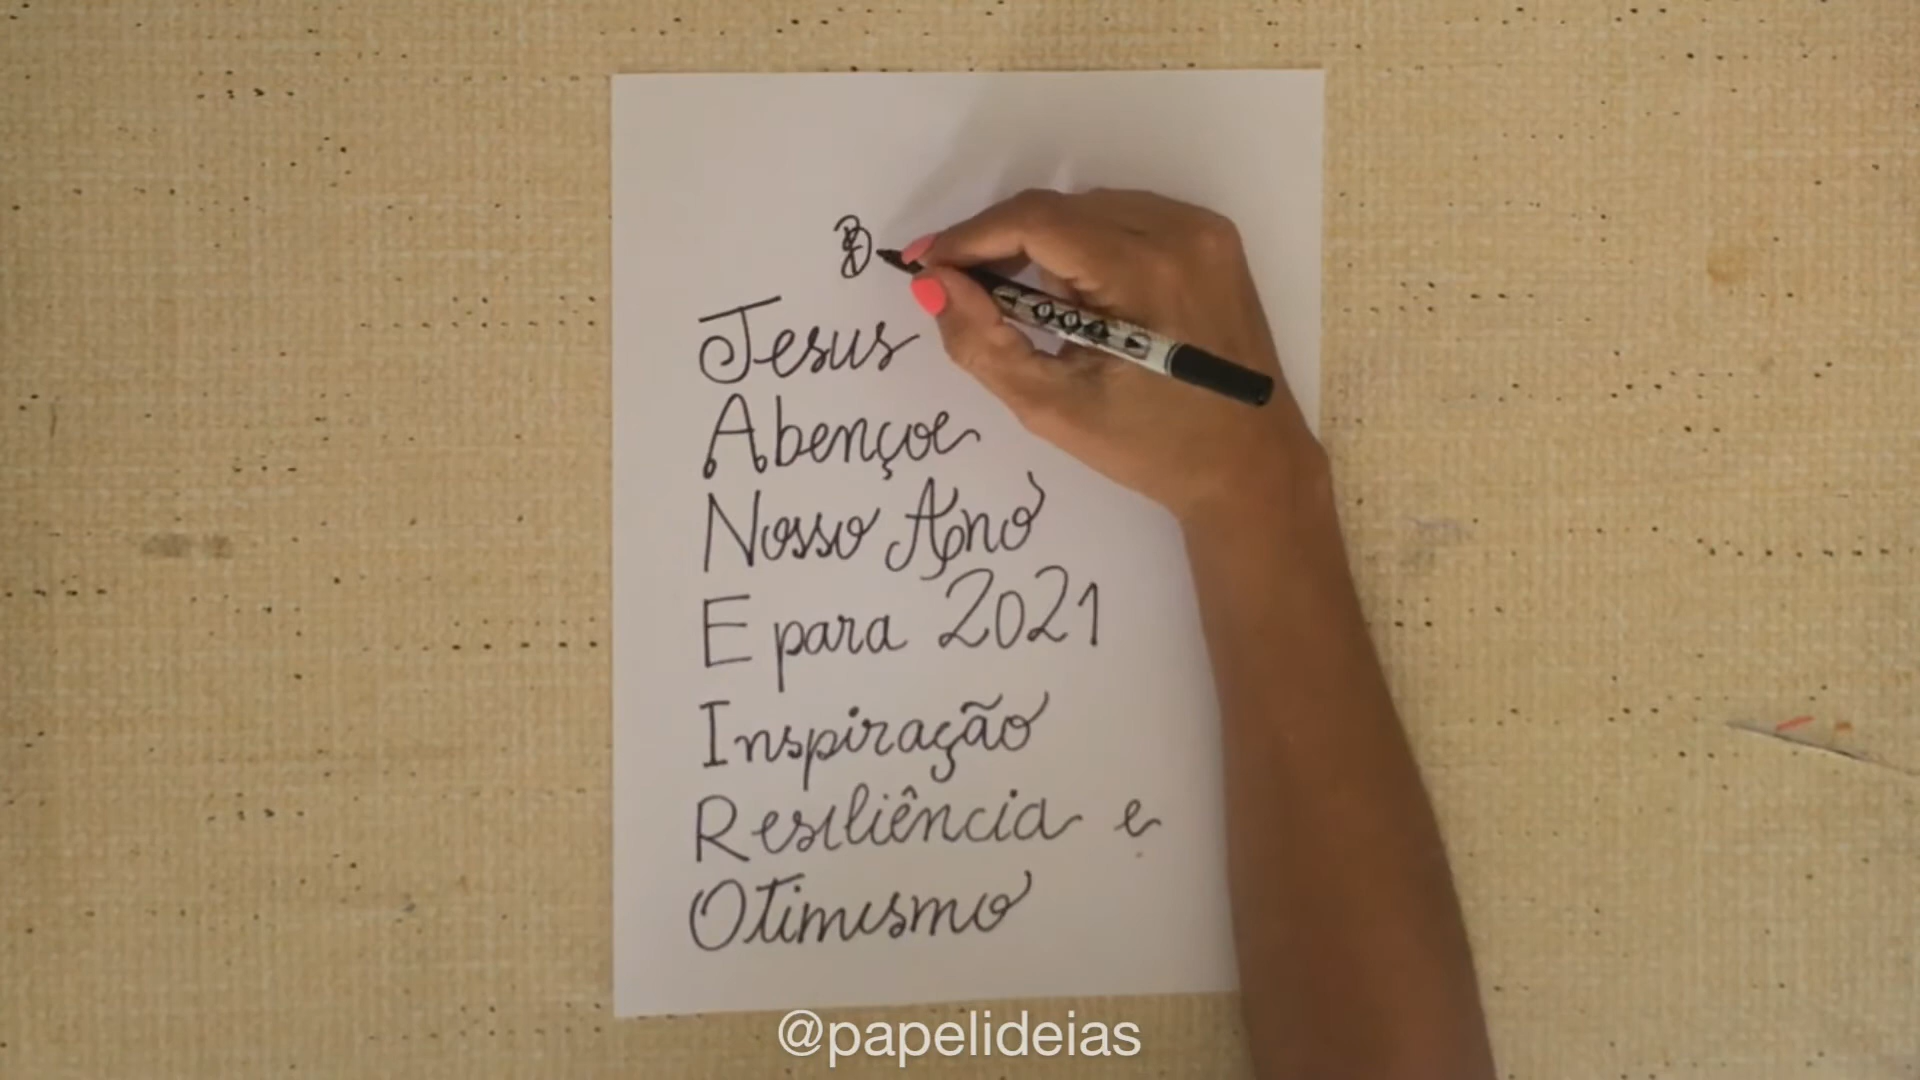 B
Jesus
Abençoe
Nosso Ano
E para 2021
Inspiração
Resiliência e
Otimismo
@papelideias